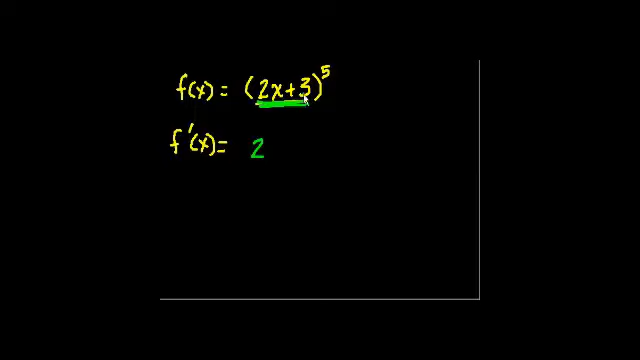 f(x) = (2x+3)^5
f'(x) = 2